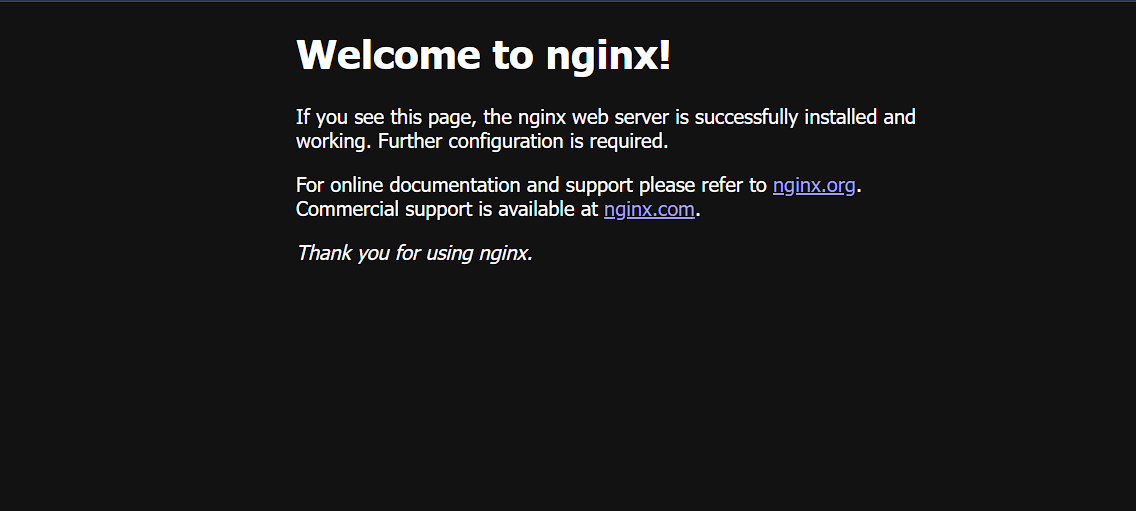 Welcome to nginx!
If you see this page, the nginx web server is successfully installed and
working. Further configuration is required.
For online documentation and support please refer to nginx.org.
Commercial support is available at nginx.com.
Thank you for using nginx.